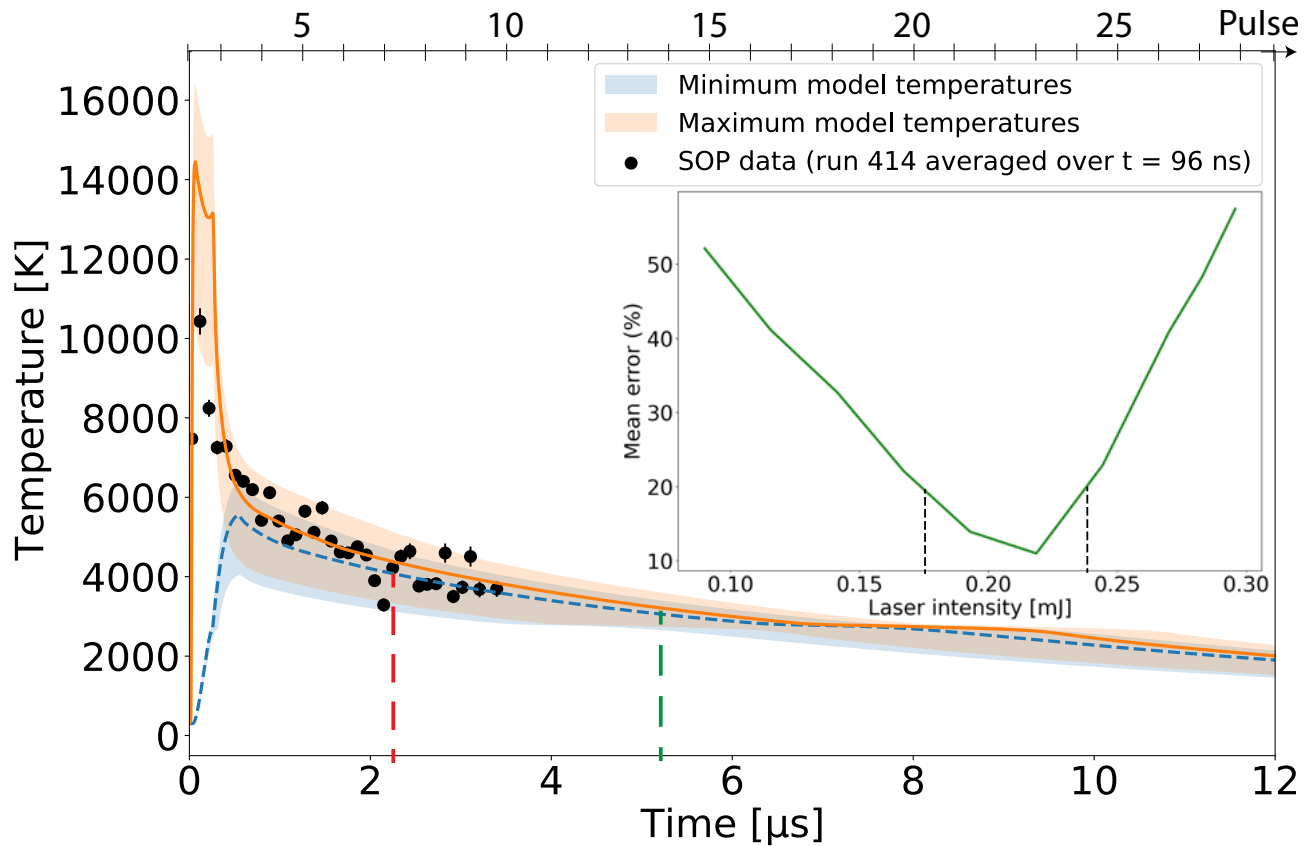 5 10 15 20 25 Pulse
16000
14000
12000
10000
8000
6000
4000
2000
0
Temperature [K]
Minimum model temperatures
Maximum model temperatures
SOP data (run 414 averaged over t = 96 ns)
50
40
30
20
10
Mean error (%)
0.10 0.15 0.20 0.25 0.30
Laser intensity [mJ]
0 2 4 6 8 10 12
Time [μs]